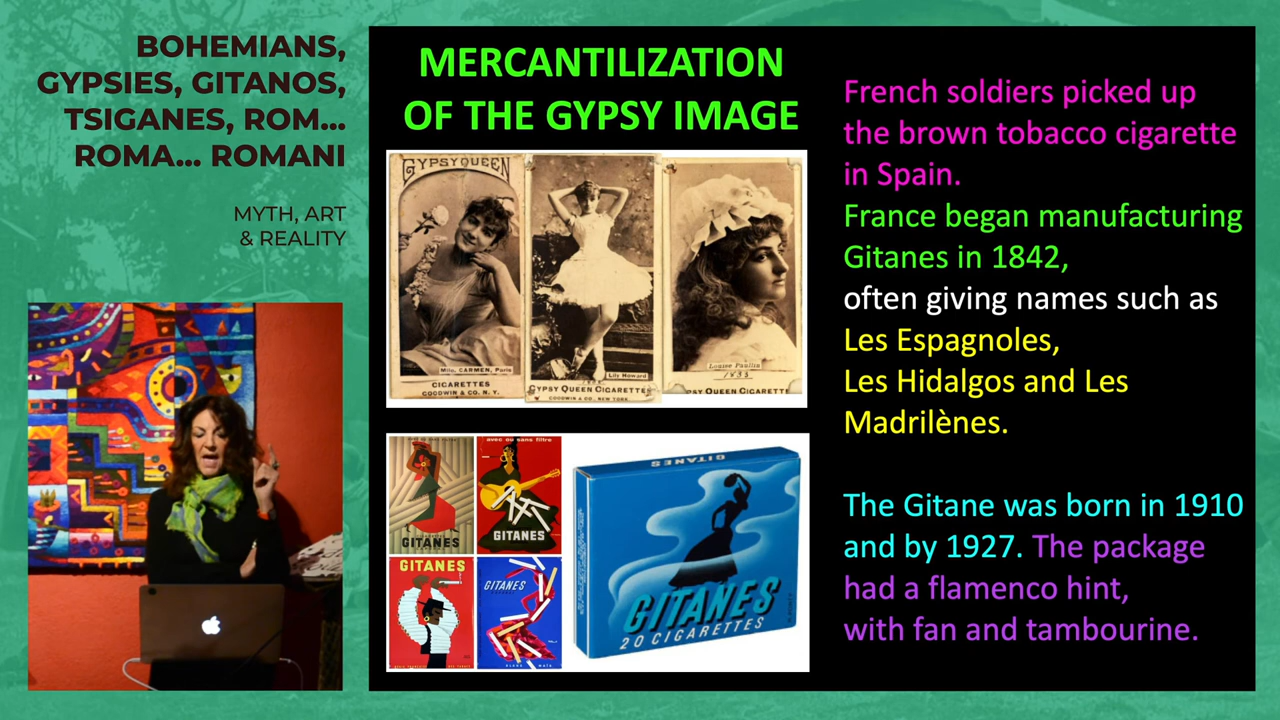 BOHEMIANS,
GYPSIES, GITANOS,
TSIGANES, ROM...
ROMA... ROMANI
MYTH, ART
& REALITY
MERCANTILIZATION
OF THE GYPSY IMAGE
GYPSY QUEEN
Mlle. CARMEN, Paris
CIGARETTES
GOODWIN & CO. N. Y.
Lily Howard
GYPSY QUEEN CIGARETTES
GOODWIN & CO., NEW YORK
Louise Paullin
PSY QUEEN CIGARETT
GITANES
avec ou sans filtre
GITANES
GITANES
GITANES
GITANES
GITANES
20 CIGARETTES
French soldiers picked up
the brown tobacco cigarette
in Spain.
France began manufacturing
Gitanes in 1842,
often giving names such as
Les Espagnoles,
Les Hidalgos and Les
Madrilènes.
The Gitane was born in 1910
and by 1927. The package
had a flamenco hint,
with fan and tambourine.